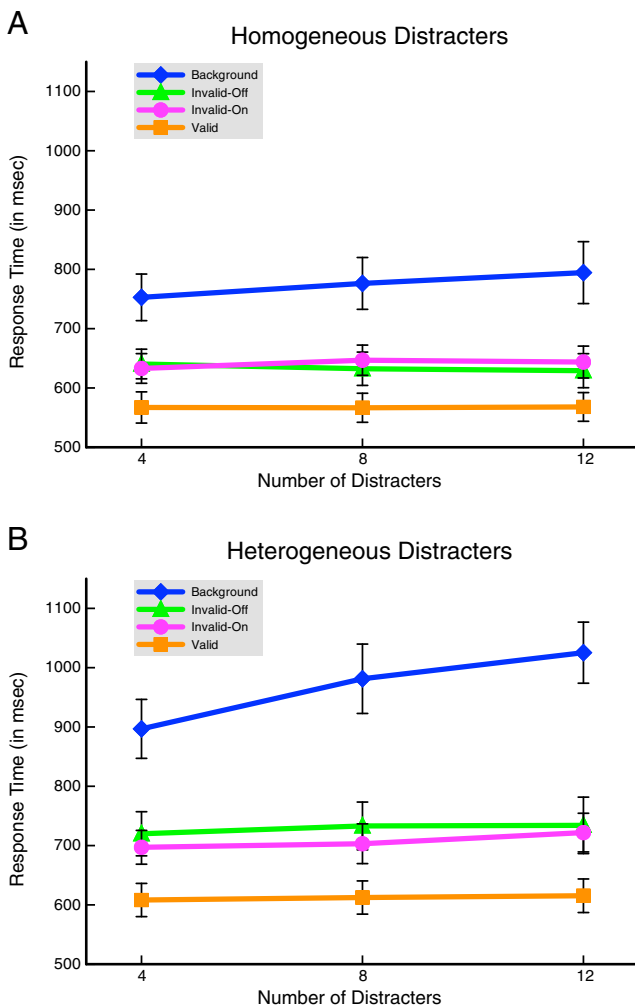 A
Homogeneous Distracters
Background
Invalid-Off
Invalid-On
Valid
Response Time (in msec)
1100
1000
900
800
700
600
500
4 8 12
Number of Distracters
B
Heterogeneous Distracters
Background
Invalid-Off
Invalid-On
Valid
Response Time (in msec)
1100
1000
900
800
700
600
500
4 8 12
Number of Distracters